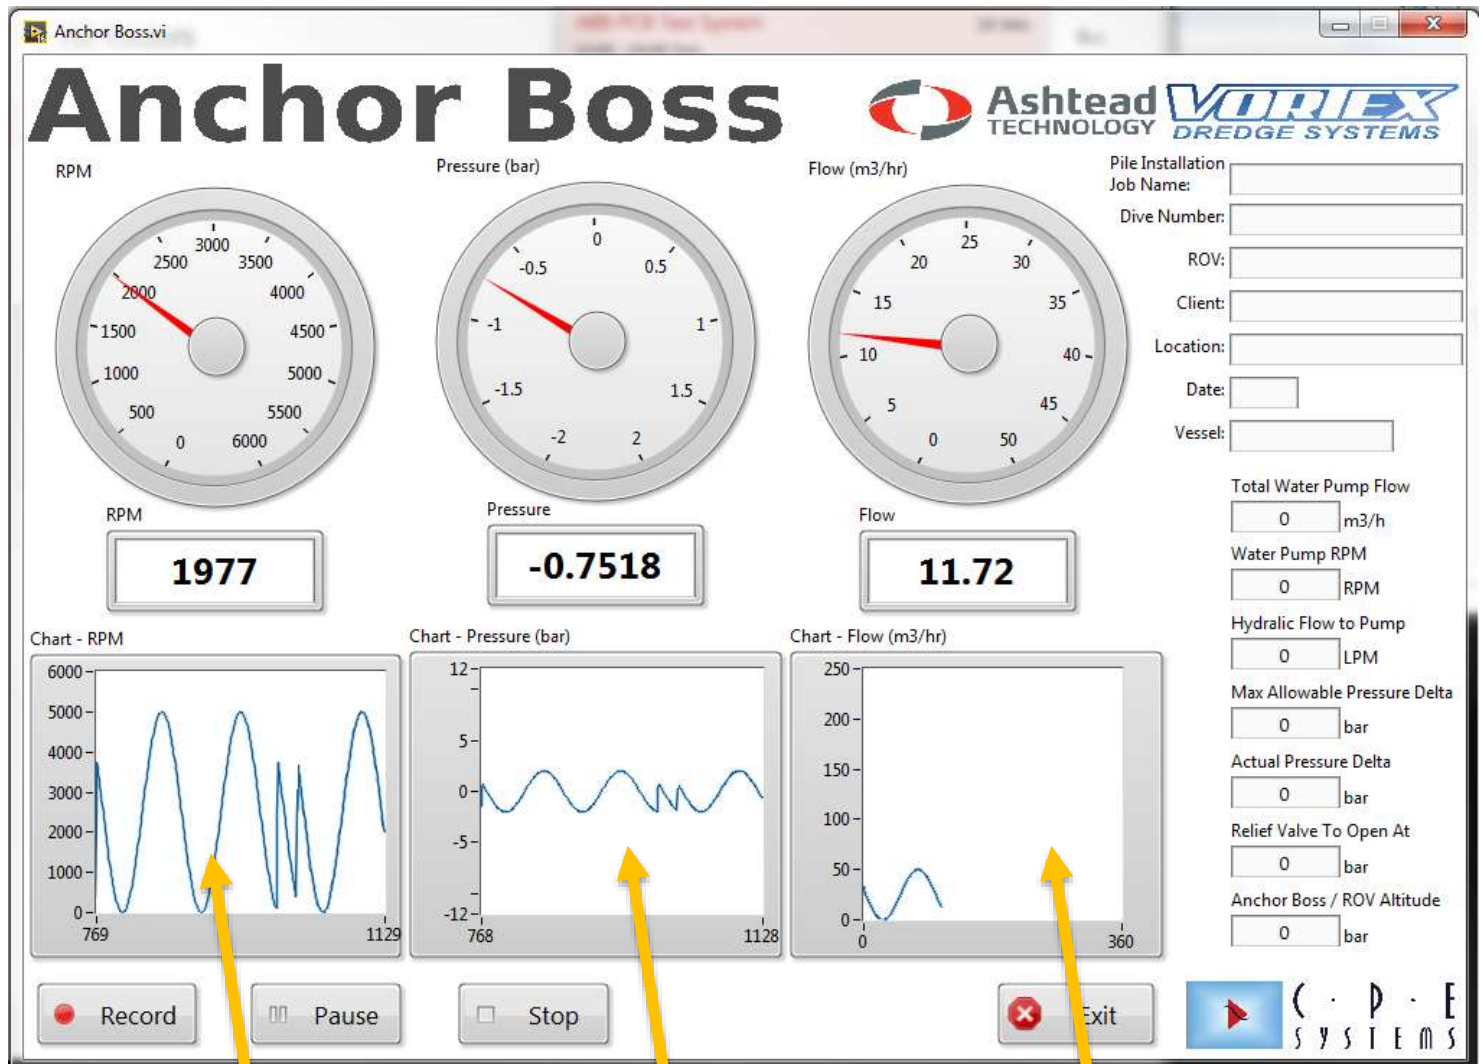 Anchor Boss.vi
Anchor Boss
Ashtead
TECHNOLOGY
VORTEX
DREDGE SYSTEMS
RPM
0
500
1000
1500
2000
2500
3000
3500
4000
4500
5000
5500
6000
Pressure (bar)
-2
-1.5
-1
-0.5
0
0.5
1
1.5
2
Flow (m3/hr)
0
5
10
15
20
25
30
35
40
45
50
Pile Installation
Job Name:
Dive Number:
ROV:
Client:
Location:
Date:
Vessel:
RPM
1977
Pressure
-0.7518
Flow
11.72
Total Water Pump Flow
0 m3/h
Water Pump RPM
0 RPM
Hydralic Flow to Pump
0 LPM
Max Allowable Pressure Delta
0 bar
Actual Pressure Delta
0 bar
Relief Valve To Open At
0 bar
Anchor Boss / ROV Altitude
0 bar
Chart - RPM
6000
5000
4000
3000
2000
1000
0
769 1129
Chart - Pressure (bar)
12
5
0
-5
-12
768 1128
Chart - Flow (m3/hr)
250
200
150
100
50
0
0 360
Record
Pause
Stop
Exit
C·P·E
SYSTEMS